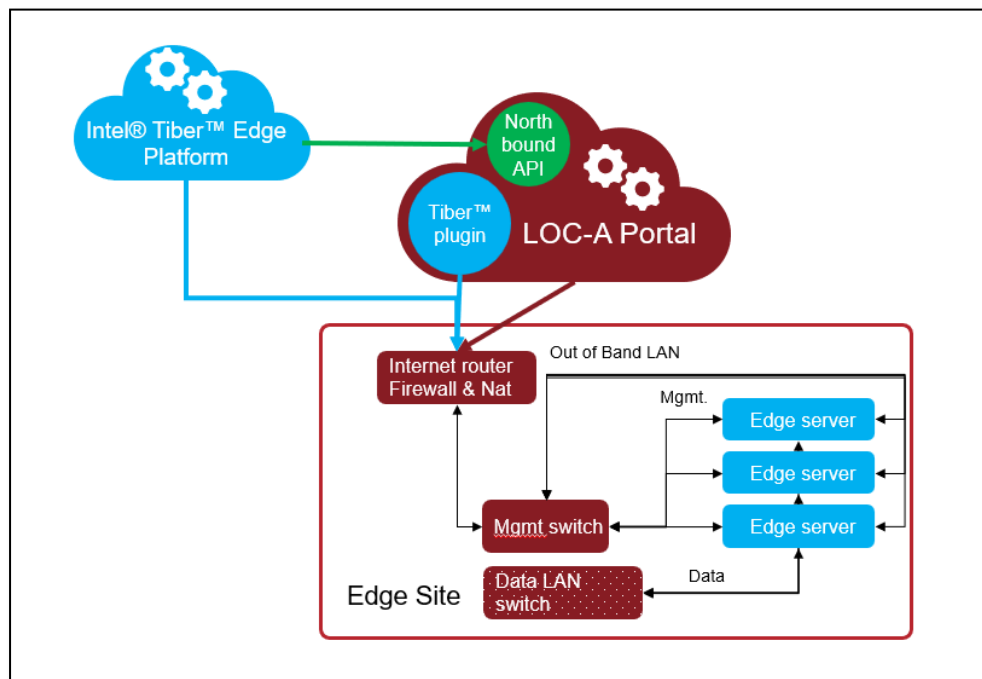 Intel® Tiber™ Edge
Platform
North
bound
API
Tiber™
plugin
LOC-A Portal
Internet router
Firewall & Nat
Out of Band LAN
Mgmt.
Edge server
Edge server
Edge server
Mgmt switch
Data
Data LAN
switch
Edge Site